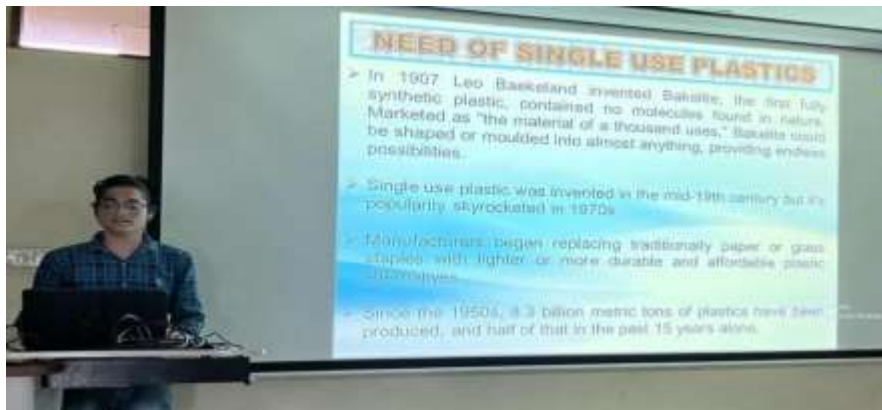 NEED OF SINGLE USE PLASTICS
➢ In 1907 Leo Baekeland invented Bakelite, the first fully
synthetic plastic, contained no molecules found in nature.
Marketed as "the material of a thousand uses," Bakelite could
be shaped or moulded into almost anything, providing endless
possibilities.
➢ Single use plastic was invented in the mid-19th century but it's
popularity skyrocketed in 1970s
➢ Manufacturers began replacing traditionally paper or glass
staples with lighter or more durable and affordable plastic
➢ Since the 1950s, 8.3 billion metric tons of plastics have been
produced, and half of that in the past 15 years alone.